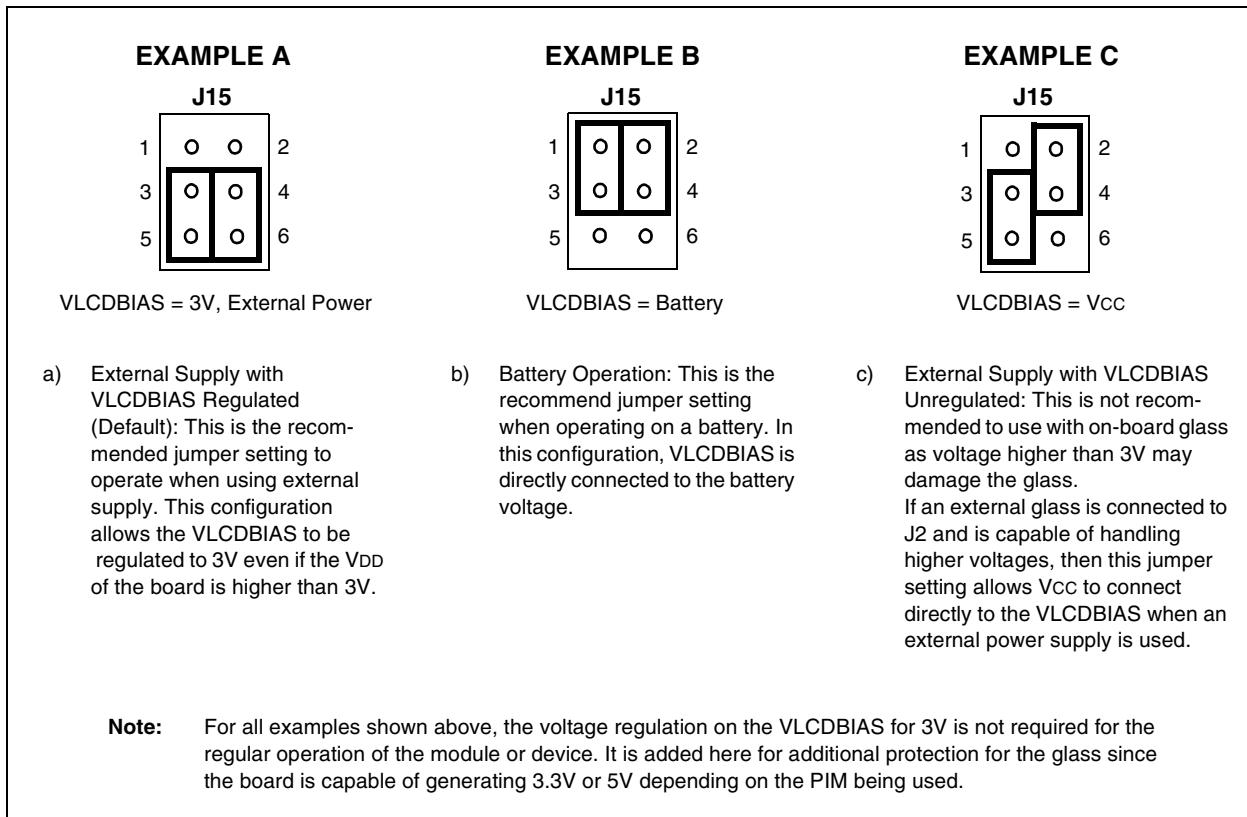 EXAMPLE A
J15
1 2
3 4
5 6
VLCDBIAS = 3V, External Power
a) External Supply with
VLCDBIAS Regulated
(Default): This is the recom-
mended jumper setting to
operate when using external
supply. This configuration
allows the VLCDBIAS to be
regulated to 3V even if the VDD
of the board is higher than 3V.
EXAMPLE B
J15
1 2
3 4
5 6
VLCDBIAS = Battery
b) Battery Operation: This is the
recommend jumper setting
when operating on a battery. In
this configuration, VLCDBIAS is
directly connected to the battery
voltage.
EXAMPLE C
J15
1 2
3 4
5 6
VLCDBIAS = VCC
c) External Supply with VLCDBIAS
Unregulated: This is not recom-
mended to use with on-board glass
as voltage higher than 3V may
damage the glass.
If an external glass is connected to
J2 and is capable of handling
higher voltages, then this jumper
setting allows VCC to connect
directly to the VLCDBIAS when an
external power supply is used.
Note: For all examples shown above, the voltage regulation on the VLCDBIAS for 3V is not required for the
regular operation of the module or device. It is added here for additional protection for the glass since
the board is capable of generating 3.3V or 5V depending on the PIM being used.